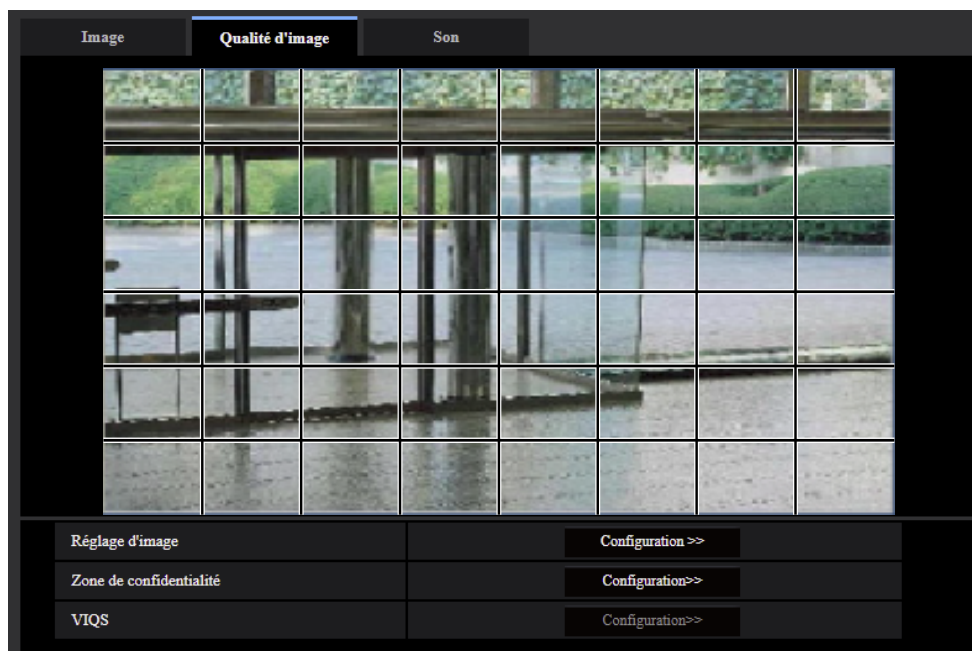 Image
Qualité d'image
Son
Réglage d'image
Configuration >>
Zone de confidentialité
Configuration>>
VIQS
Configuration>>